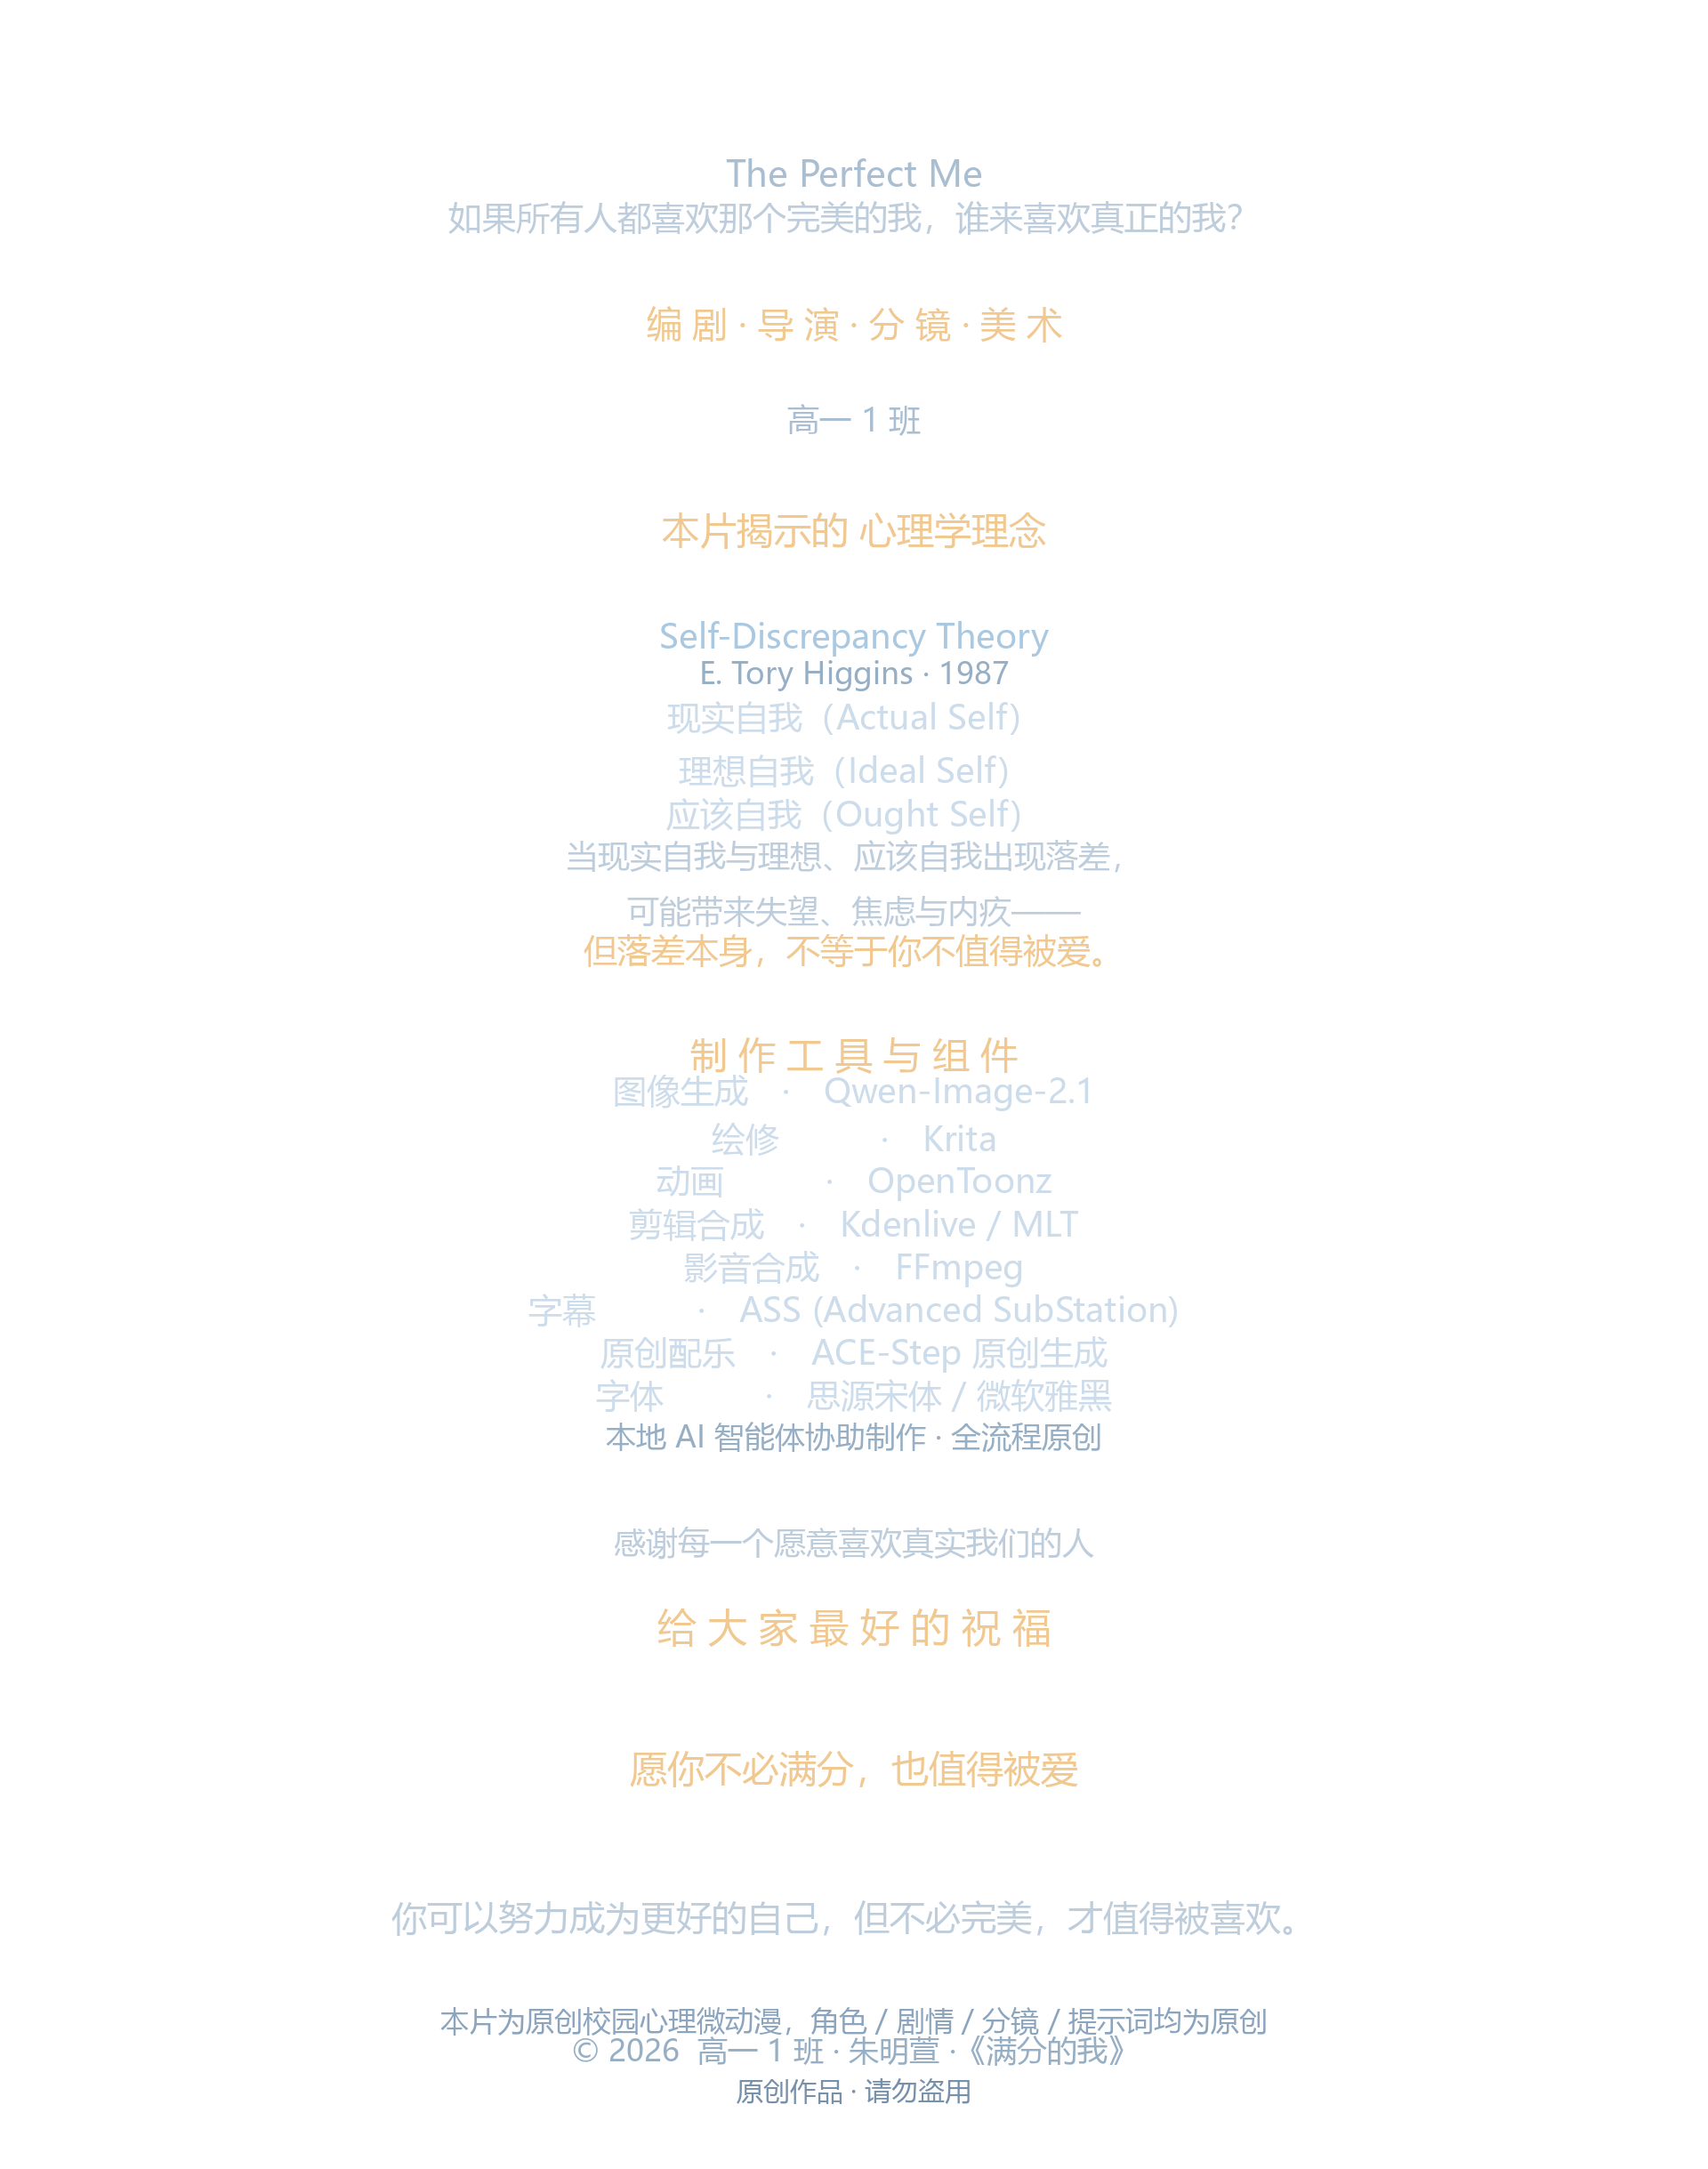 The Perfect Me
如果所有人都喜欢那个完美的我，谁来喜欢真正的我？
编 剧 · 导 演 · 分 镜 · 美 术
高一 1 班
本片揭示的 心理学理念
Self-Discrepancy Theory
E. Tory Higgins · 1987
现实自我（Actual Self）
理想自我（Ideal Self）
应该自我（Ought Self）
当现实自我与理想、应该自我出现落差，
可能带来失望、焦虑与内疚——
但落差本身，不等于你不值得被爱。
制 作 工 具 与 组 件
图像生成 · Qwen-Image-2.1
绘修 · Krita
动画 · OpenToonz
剪辑合成 · Kdenlive / MLT
影音合成 · FFmpeg
字幕 · ASS (Advanced SubStation)
原创配乐 · ACE-Step 原创生成
字体 · 思源宋体 / 微软雅黑
本地 AI 智能体协助制作 · 全流程原创
感谢每一个愿意喜欢真实我们的人
给 大 家 最 好 的 祝 福
愿你不必满分，也值得被爱
你可以努力成为更好的自己，但不必完美，才值得被喜欢。
本片为原创校园心理微动漫，角色 / 剧情 / 分镜 / 提示词均为原创
© 2026 高一 1 班 · 朱明萱 ·《满分的我》
原创作品 · 请勿盗用